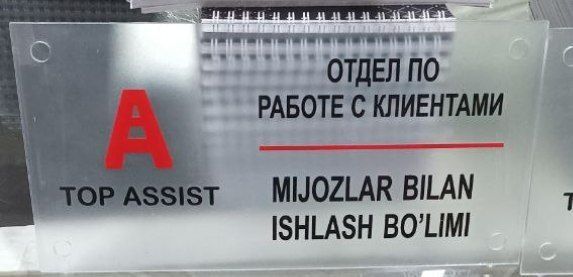 A
TOP ASSIST
ОТДЕЛ ПО
РАБОТЕ С КЛИЕНТАМИ
MIJOZLAR BILAN
ISHLASH BO'LIMI